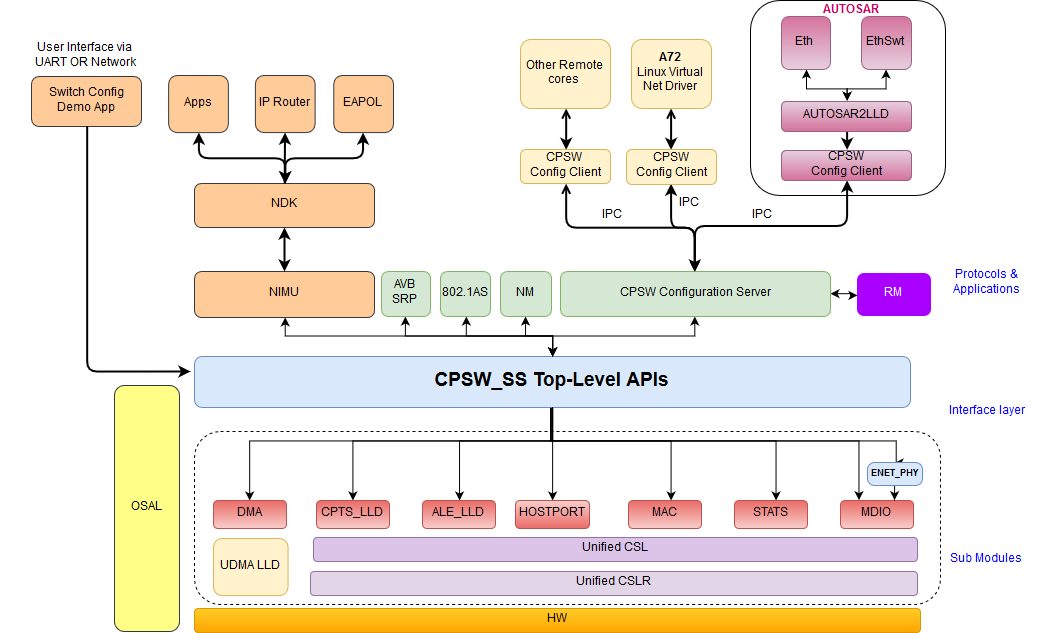 AUTOSAR
User Interface via
UART OR Network
Switch Config
Demo App
Apps
IP Router
EAPOL
Other Remote
cores
A72
Linux Virtual
Net Driver
Eth
EthSwt
AUTOSAR2LLD
CPSW
Config Client
CPSW
Config Client
CPSW
Config Client
NDK
IPC
IPC
IPC
NIMU
AVB
SRP
802.1AS
NM
CPSW Configuration Server
RM
Protocols &
Applications
CPSW_SS Top-Level APIs
Interface layer
OSAL
ENET_PHY
DMA
CPTS_LLD
ALE_LLD
HOSTPORT
MAC
STATS
MDIO
UDMA LLD
Unified CSL
Unified CSLR
Sub Modules
HW